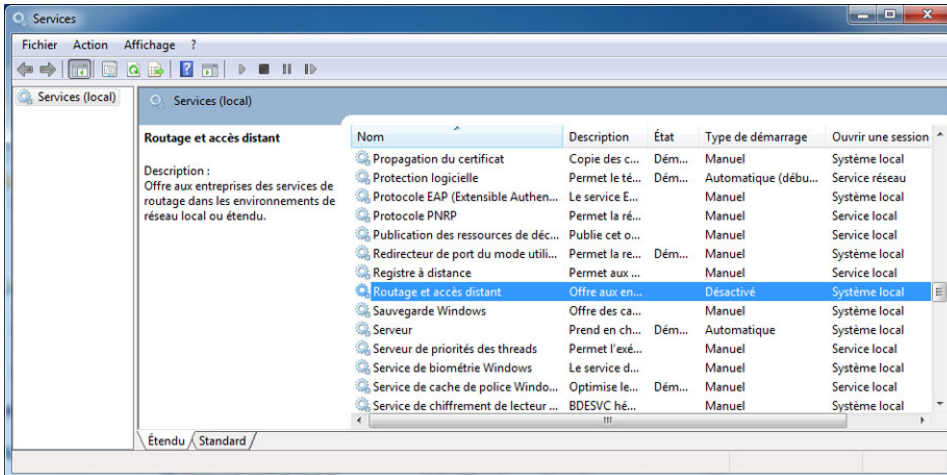 Services
Fichier Action Affichage ?
Services (local)
Services (local)
Routage et accès distant
Description :
Offre aux entreprises des services de
routage dans les environnements de
réseau local ou étendu.
Nom Description État Type de démarrage Ouvrir une session
Propagation du certificat Copie des c... Dém... Manuel Système local
Protection logicielle Permet le té... Dém... Automatique (débu... Service réseau
Protocole EAP (Extensible Authen... Le service E... Manuel Système local
Protocole PNRP Permet la ré... Manuel Service local
Publication des ressources de déc... Publie cet o... Manuel Service local
Redirecteur de port du mode utili... Permet la re... Dém... Manuel Système local
Registre à distance Permet aux ... Manuel Service local
Routage et accès distant Offre aux en... Désactivé Système local
Sauvegarde Windows Offre des ca... Manuel Système local
Serveur Prend en ch... Dém... Automatique Système local
Serveur de priorités des threads Permet l'exé... Manuel Service local
Service de biométrie Windows Le service d... Manuel Système local
Service de cache de police Windo... Optimise le... Dém... Manuel Service local
Service de chiffrement de lecteur ... BDESVC hé... Manuel Système local
Étendu Standard